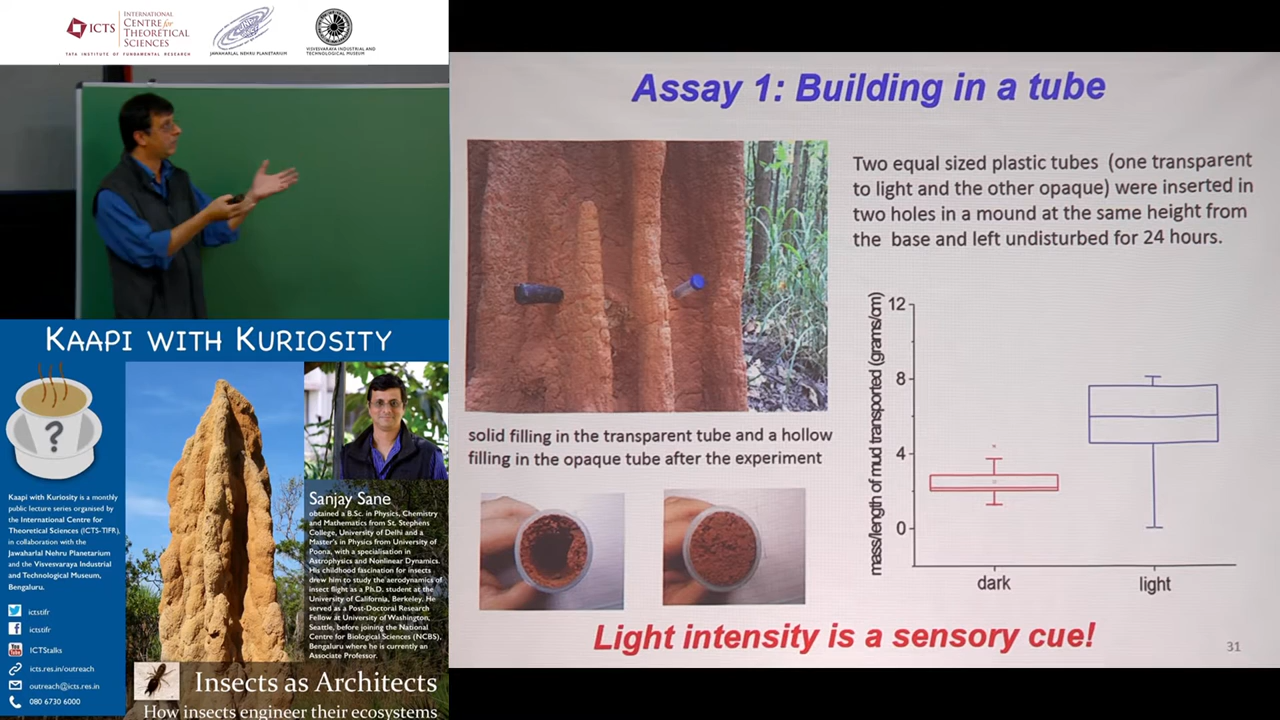 ICTS
INTERNATIONAL
CENTRE for
THEORETICAL
SCIENCES
TATA INSTITUTE OF FUNDAMENTAL RESEARCH
JAWAHARLAL NEHRU PLANETARIUM
VISVESVARAYA INDUSTRIAL AND
TECHNOLOGICAL MUSEUM
KAAPI WITH KURIOSITY
?
Kaapi with Kuriosity is a monthly
public lecture series organised by
the International Centre for
Theoretical Sciences (ICTS-TIFR),
in collaboration with the
Jawaharlal Nehru Planetarium
and the Visvesvaraya Industrial
and Technological Museum,
Bengaluru.
ictstifr
ictstifr
ICTStalks
icts.res.in/outreach
outreach@icts.res.in
080 6730 6000
Sanjay Sane
obtained a B.Sc. in Physics, Chemistry
and Mathematics from St. Stephens
College, University of Delhi and a
Master's in Physics from University of
Poona, with a specialisation in
Astrophysics and Nonlinear Dynamics.
His childhood fascination for insects
drew him to study the aerodynamics of
insect flight as a Ph.D. student at the
University of California, Berkeley. He
served as a Post-Doctoral Research
Fellow at University of Washington,
Seattle, before joining the National
Centre for Biological Sciences (NCBS),
Bengaluru where he is currently an
Associate Professor.
Insects as Architects
How insects engineer their ecosystems
Assay 1: Building in a tube
Two equal sized plastic tubes (one transparent
to light and the other opaque) were inserted in
two holes in a mound at the same height from
the base and left undisturbed for 24 hours.
solid filling in the transparent tube and a hollow
filling in the opaque tube after the experiment
mass/length of mud transported (grams/cm)
12
8
4
0
dark light
Light intensity is a sensory cue!
31